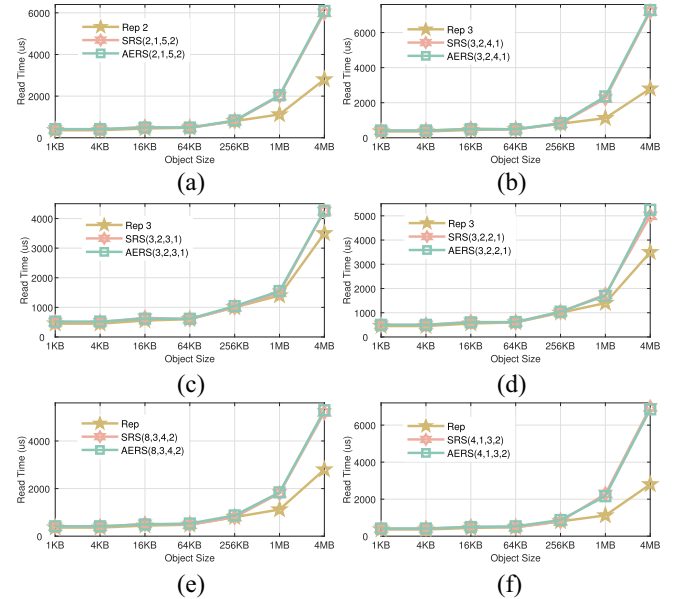 6000
4000
2000
0
Read Time (us)
Rep 2
SRS(2,1,5,2)
AERS(2,1,5,2)
1KB 4KB 16KB 64KB 256KB 1MB 4MB
Object Size
(a)
6000
4000
2000
0
Read Time (us)
Rep 3
SRS(3,2,4,1)
AERS(3,2,4,1)
1KB 4KB 16KB 64KB 256KB 1MB 4MB
Object Size
(b)
4000
3000
2000
1000
0
Read Time (us)
Rep 3
SRS(3,2,3,1)
AERS(3,2,3,1)
1KB 4KB 16KB 64KB 256KB 1MB 4MB
Object Size
(c)
5000
4000
3000
2000
1000
0
Read Time (us)
Rep 3
SRS(3,2,2,1)
AERS(3,2,2,1)
1KB 4KB 16KB 64KB 256KB 1MB 4MB
Object Size
(d)
4000
2000
0
Read Time (us)
Rep
SRS(8,3,4,2)
AERS(8,3,4,2)
1KB 4KB 16KB 64KB 256KB 1MB 4MB
Object Size
(e)
6000
4000
2000
0
Read Time (us)
Rep
SRS(4,1,3,2)
AERS(4,1,3,2)
1KB 4KB 16KB 64KB 256KB 1MB 4MB
Object Size
(f)